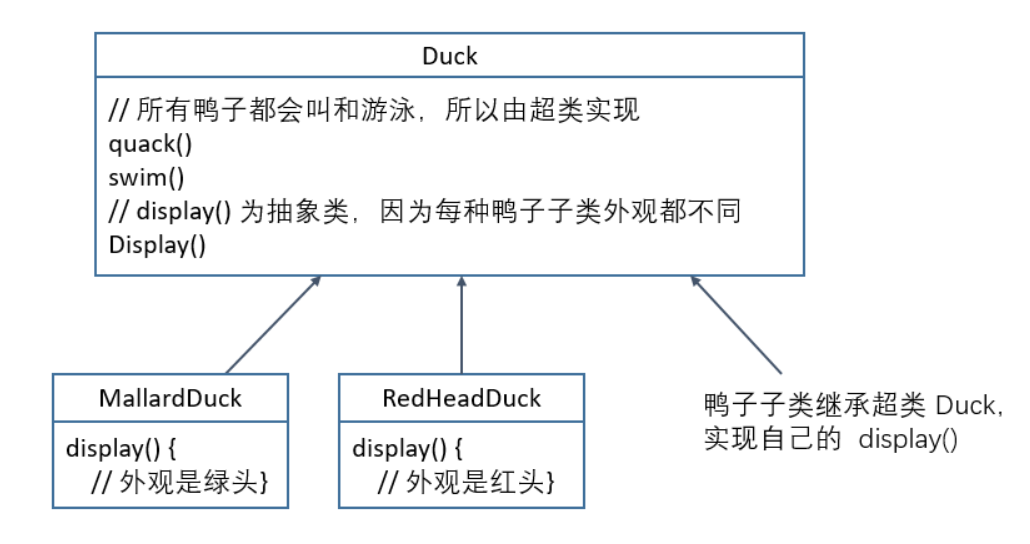 Duck
// 所有鸭子都会叫和游泳，所以由超类实现
quack()
swim()
// display() 为抽象类，因为每种鸭子子类外观都不同
Display()
MallardDuck
display() {
// 外观是绿头}
RedHeadDuck
display() {
// 外观是红头}
鸭子子类继承超类 Duck,
实现自己的 display()